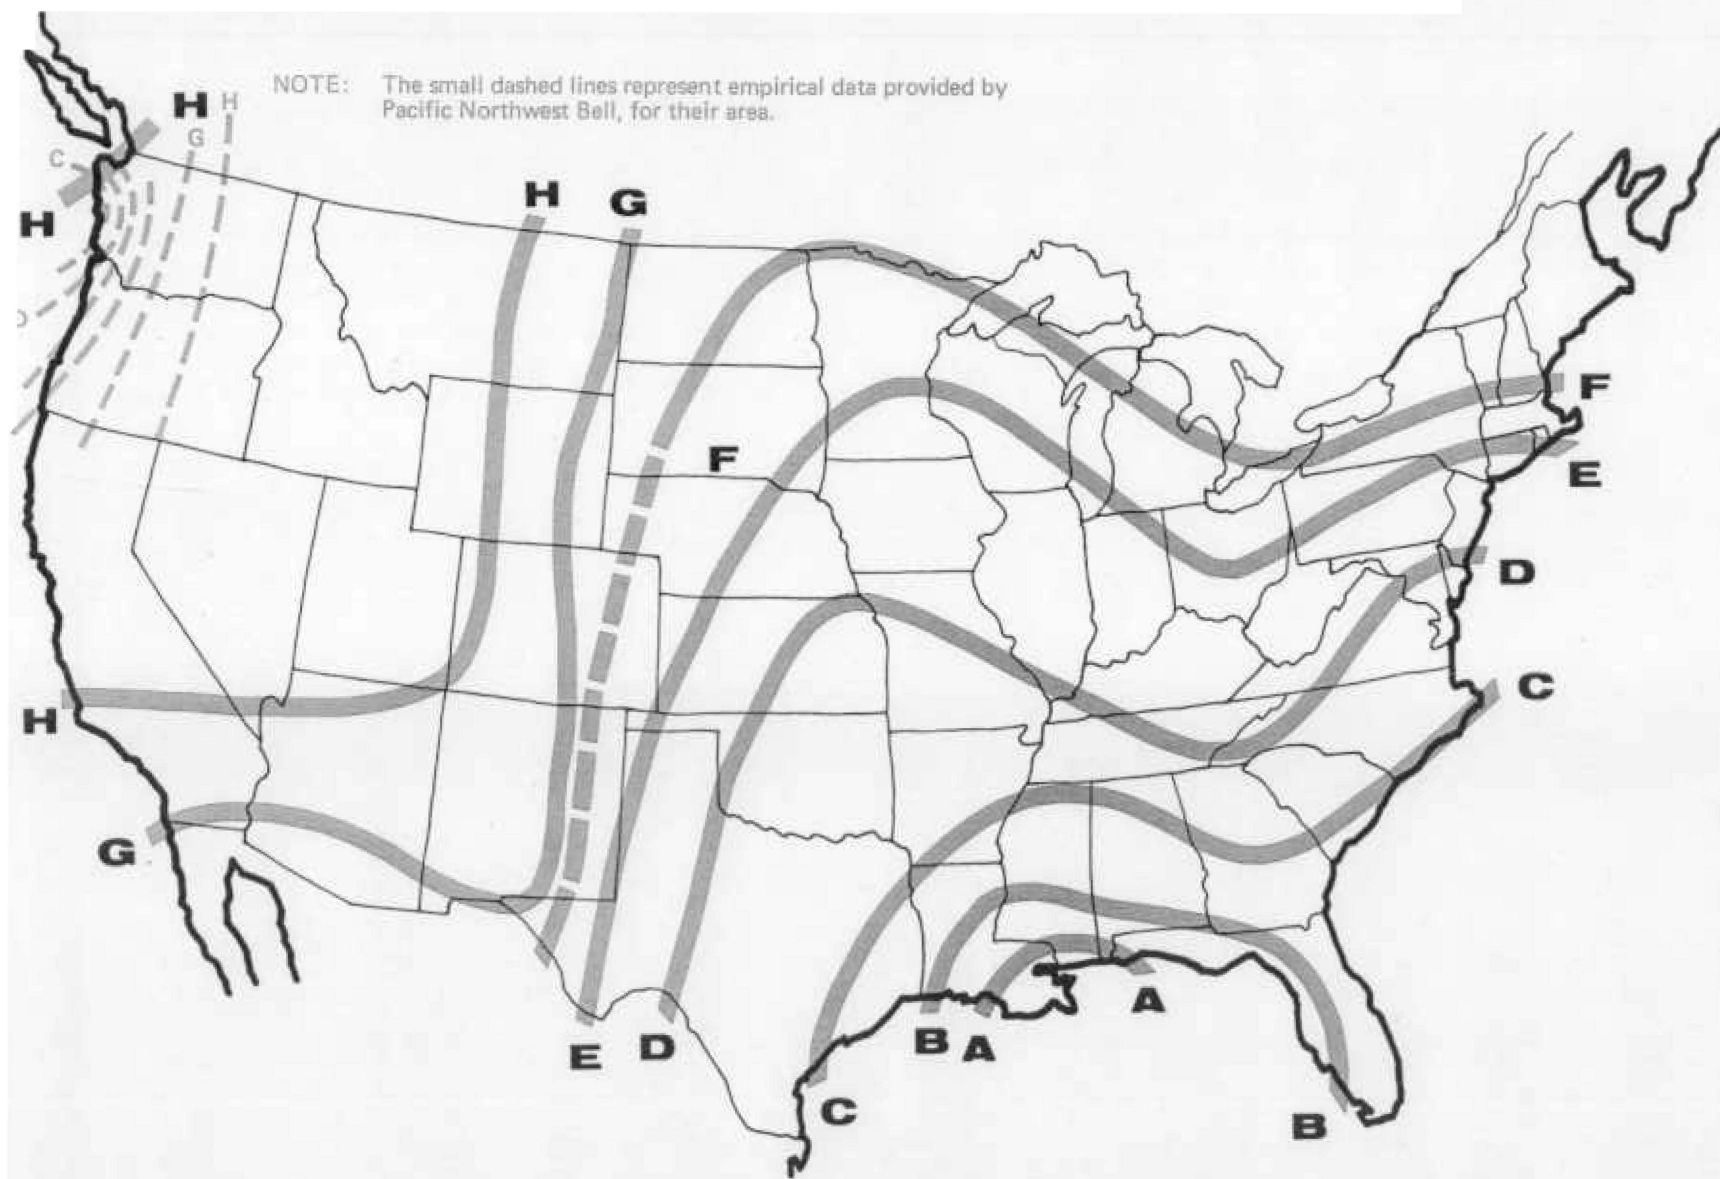 NOTE: The small dashed lines represent empirical data provided by
Pacific Northwest Bell, for their area.
H H
G
C
H
H G
D
F
F
E
D
C
H
G
A
B A
E D
C
B